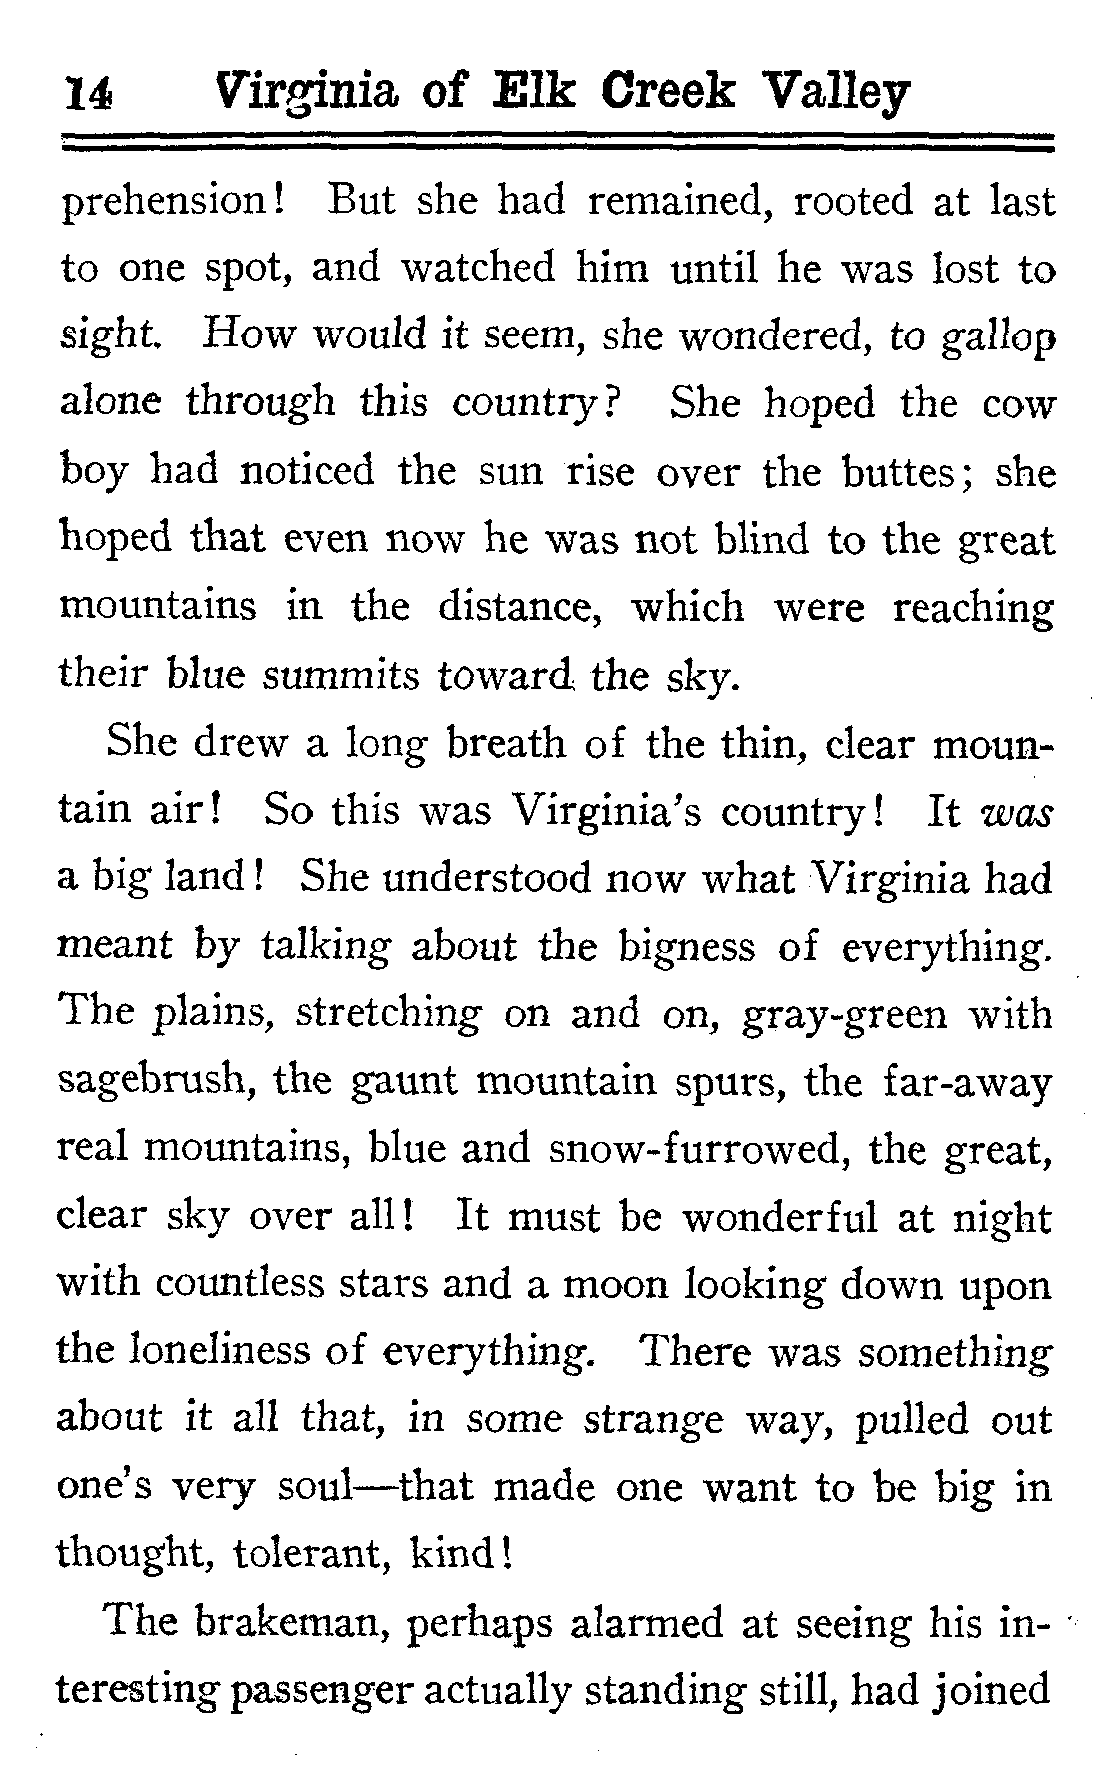 14 Virginia of Elk Creek Valley
prehension! But she had remained, rooted at last
to one spot, and watched him until he was lost to
sight. How would it seem, she wondered, to gallop
alone through this country? She hoped the cow
boy had noticed the sun rise over the buttes; she
hoped that even now he was not blind to the great
mountains in the distance, which were reaching
their blue summits toward the sky.
She drew a long breath of the thin, clear moun-
tain air! So this was Virginia's country! It was
a big land! She understood now what Virginia had
meant by talking about the bigness of everything.
The plains, stretching on and on, gray-green with
sagebrush, the gaunt mountain spurs, the far-away
real mountains, blue and snow-furrowed, the great,
clear sky over all! It must be wonderful at night
with countless stars and a moon looking down upon
the loneliness of everything. There was something
about it all that, in some strange way, pulled out
one's very soul—that made one want to be big in
thought, tolerant, kind!
The brakeman, perhaps alarmed at seeing his in-
teresting passenger actually standing still, had joined